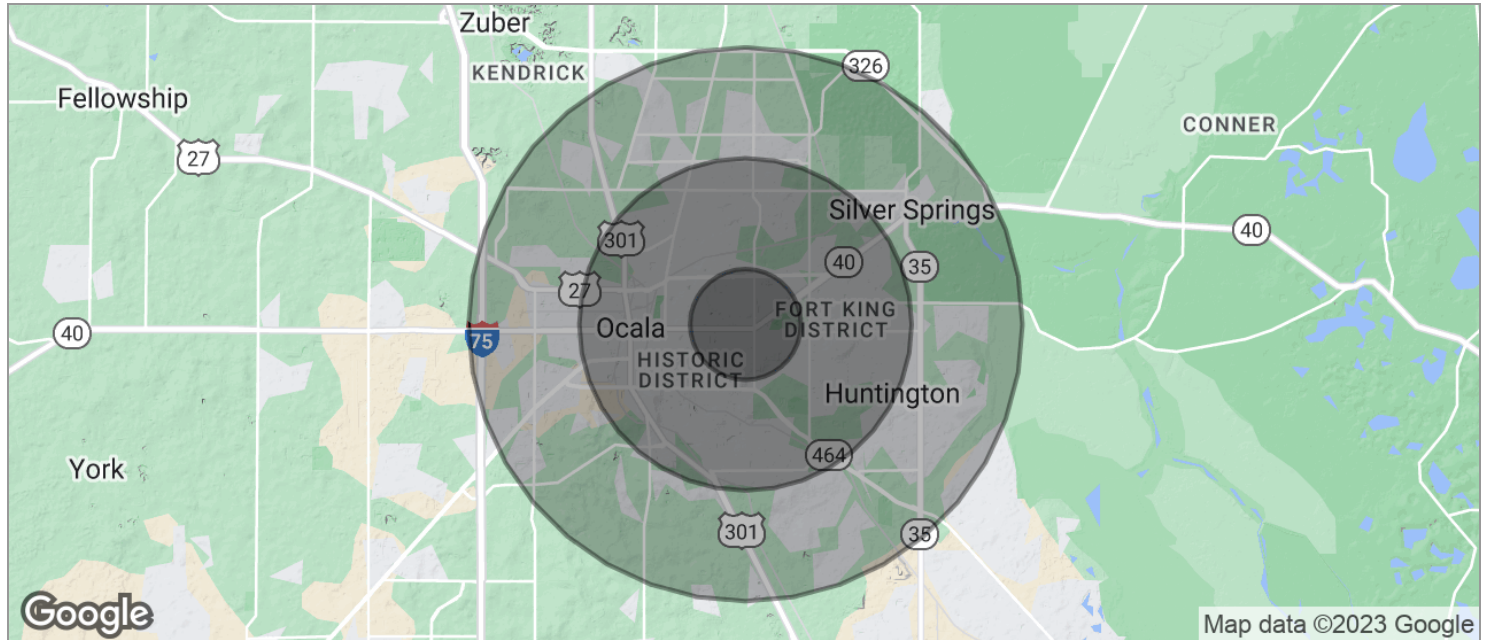 Zuber
KENDRICK
326
Fellowship
CONNER
27
Silver Springs
40
301
40
35
27
FORT KING
DISTRICT
40
Ocala
75
HISTORIC
DISTRICT
Huntington
464
York
301
35
Google
Map data ©2023 Google